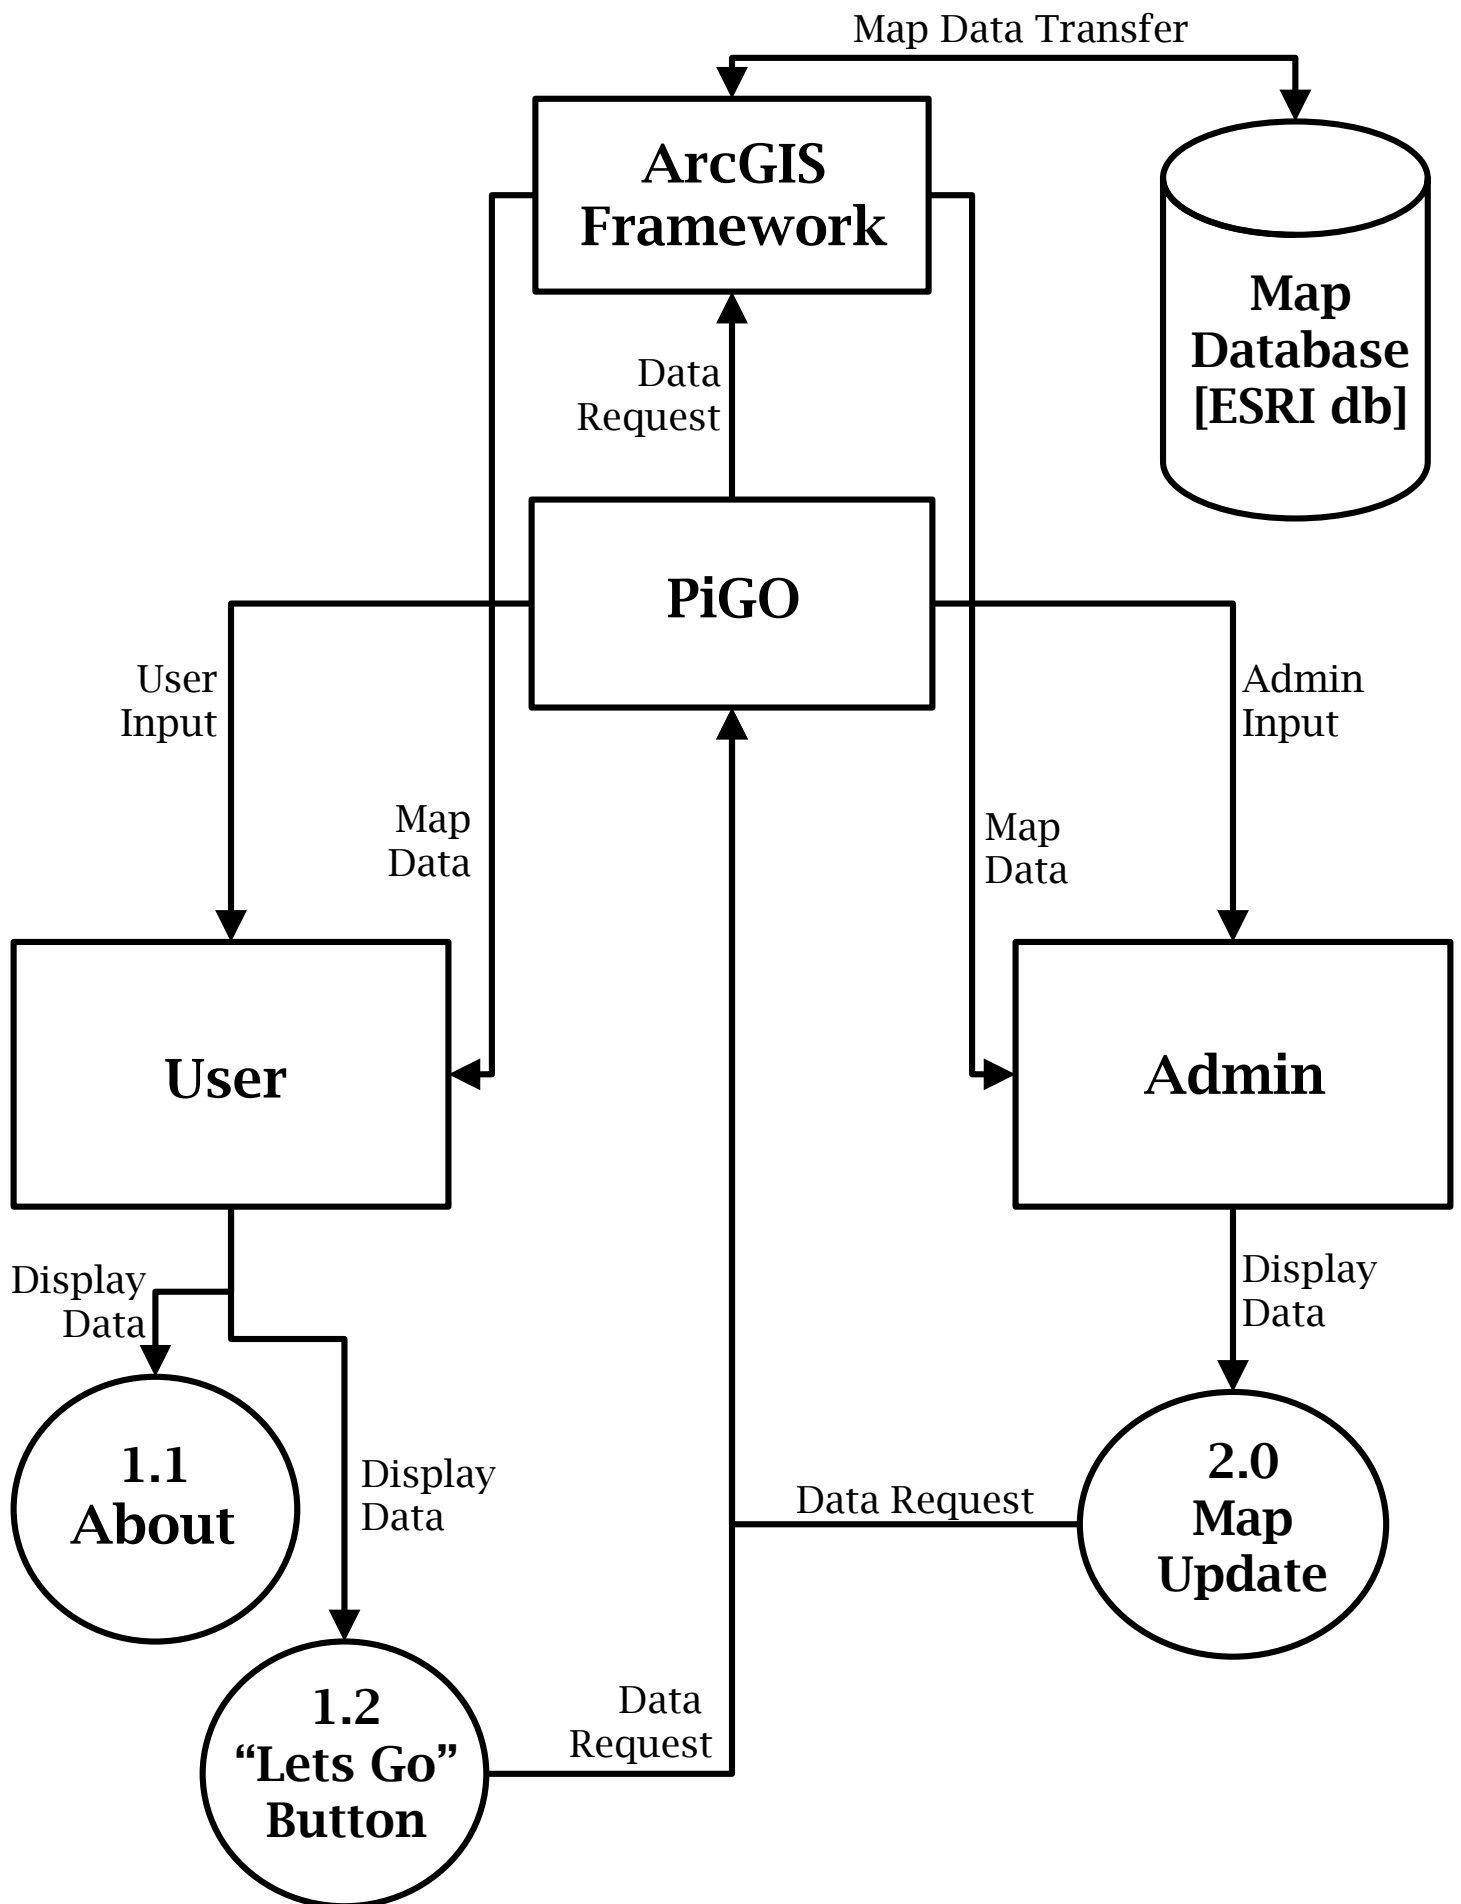 Map Data Transfer
ArcGIS
Framework
Map
Database
[ESRI db]
Data
Request
PiGO
User
Input
Admin
Input
Map
Data
Map
Data
User
Admin
Display
Data
Display
Data
1.1
About
Display
Data
2.0
Map
Update
Data Request
1.2
“Lets Go”
Button
Data
Request